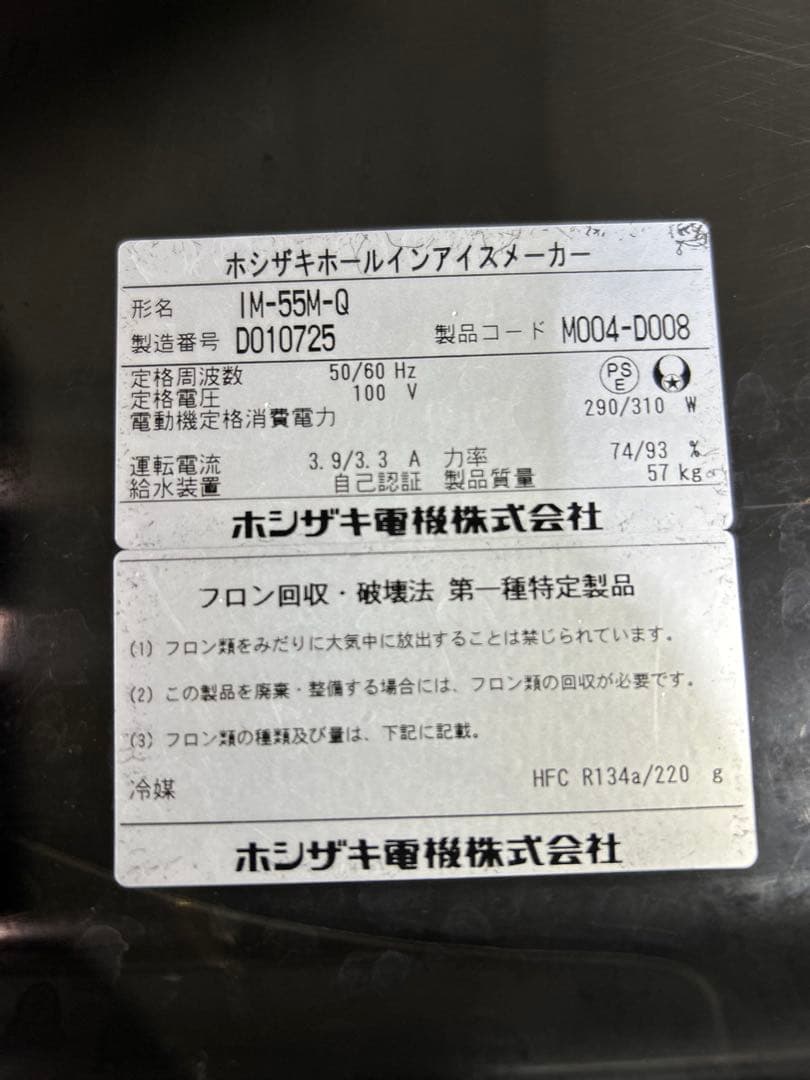 ホシザキホールインアイスメーカー
形名 IM-55M-Q
製造番号 D010725 製品コード M004-D008
定格周波数 50/60 Hz
定格電圧 100 V
PS E
電動機定格消費電力 290/310 W
運転電流 3.9/3.3 A 力率 74/93 %
給水装置 自己認証 製品質量 57 kg
ホシザキ電機株式会社
フロン回収・破壊法 第一種特定製品
(1) フロン類をみだりに大気中に放出することは禁じられています。
(2) この製品を廃棄・整備する場合には、フロン類の回収が必要です。
(3) フロン類の種類及び量は、下記に記載。
冷媒 HFC R134a/220 g
ホシザキ電機株式会社